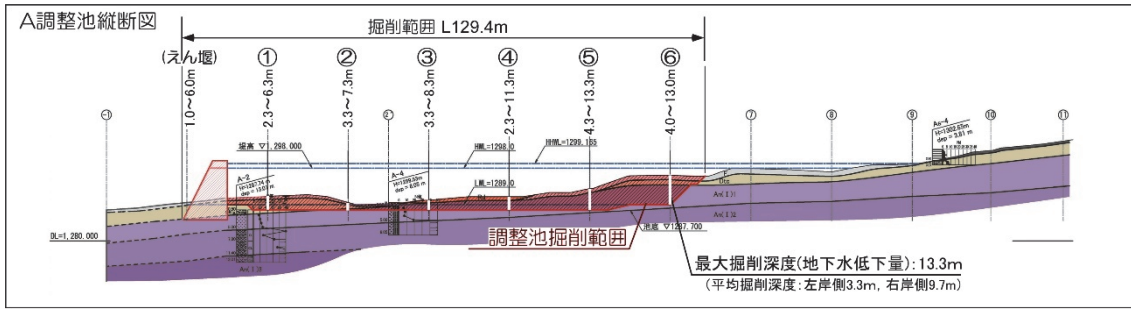 A調整池縦断図
掘削範囲 L129.4m
(えん堰)
① ② ③ ④ ⑤ ⑥
1.0～6.0m
2.3～6.3m
3.3～7.3m
3.3～8.3m
2.3～11.3m
4.3～13.3m
4.0～13.0m
-1 2 7 8 9 10 11
堤高 ▽1,298.000
HWL=1298.0
HHWL=1299.165
LWL=1289.0
A-2
A-4
DL=1,280.000
池底 ▽1287.700
調整池掘削範囲
最大掘削深度(地下水低下量):13.3m
(平均掘削深度:左岸側3.3m, 右岸側9.7m)